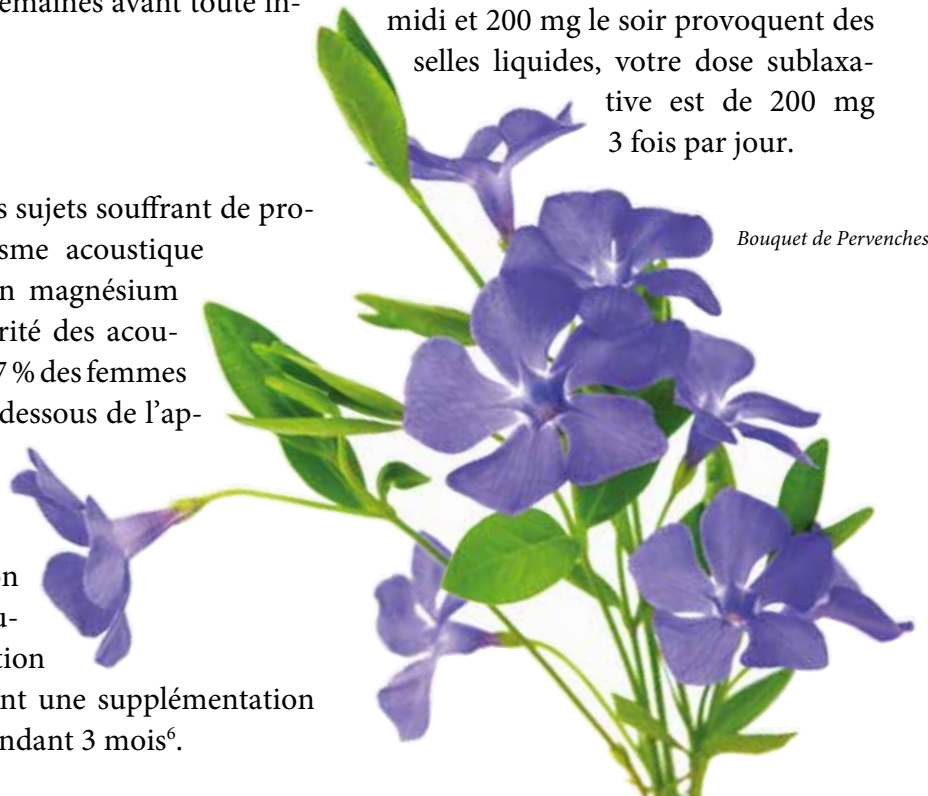 emaines avant toute in-
s sujets souffrant de pro-
sme acoustique
n magnésium
rité des acou-
7 % des femmes
dessous de l'ap-
on
u-
tion
nt une supplémentation
ndant 3 mois⁶.
midi et 200 mg le soir provoquent des
selles liquides, votre dose sublaxa-
tive est de 200 mg
3 fois par jour.
Bouquet de Pervenches